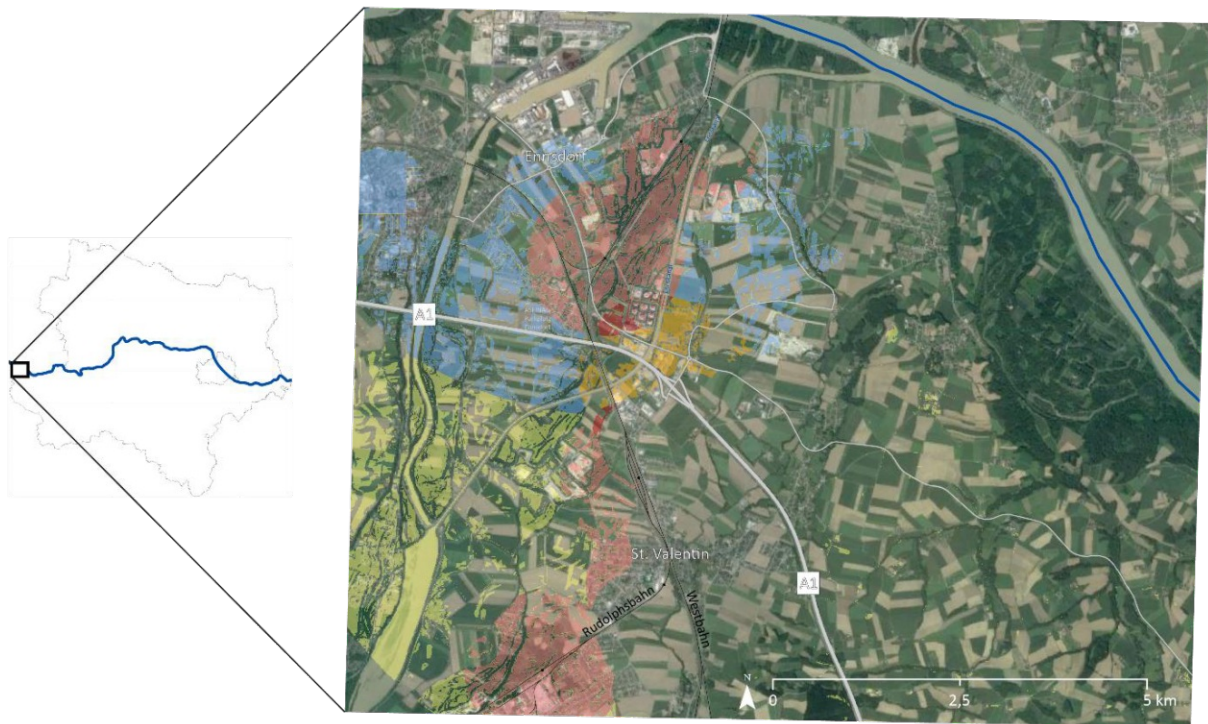 Ennsdorf
A1
St. Valentin
A1
Rudolphsbahn
Westbahn
N
0
2,5
5 km